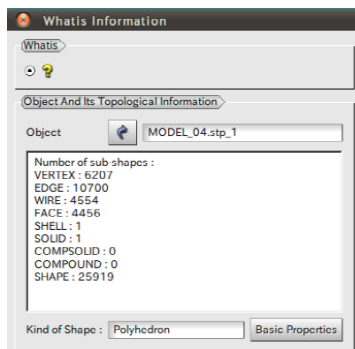 Whatis Information
Whatis
Object And Its Topological Information
Object MODEL_04.stp_1
Number of sub-shapes :
VERTEX : 6207
EDGE : 10700
WIRE : 4554
FACE : 4456
SHELL : 1
SOLID : 1
COMPSOLID : 0
COMPOUND : 0
SHAPE : 25919
Kind of Shape : Polyhedron Basic Properties